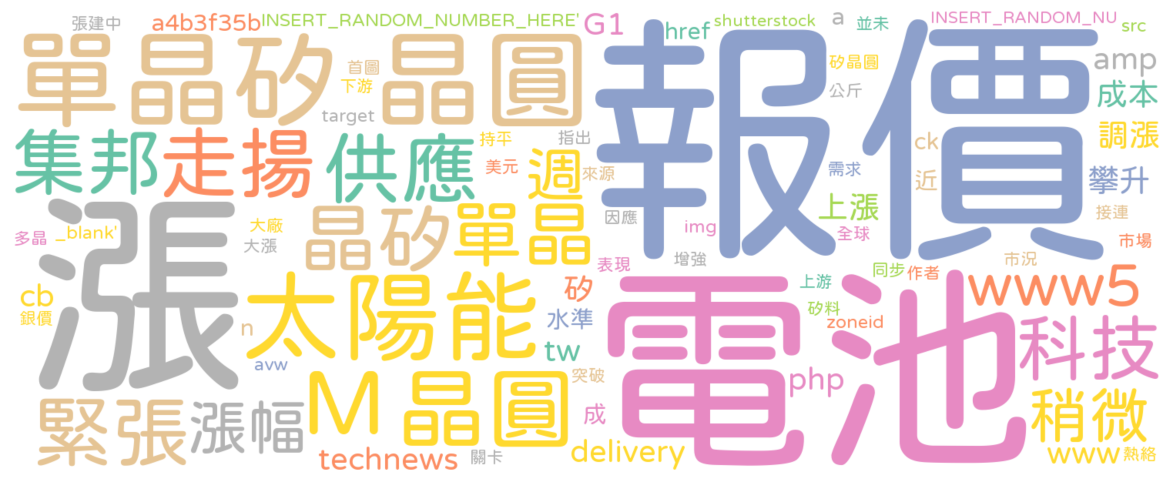 張建中 a4b3f35b INSERT_RANDOM_NUMBER_HERE' G1 href shutterstock a 並未 INSERT_RANDOM_NU src
單晶矽晶圓
報價
首圖
下游
矽晶圓
amp
公斤
成本
target
集邦
走揚
供應
持平
指出
週
美元
來源
需求
ck
近
調漲
攀升
上漲
接連
漲
大廠
大漲
多晶
_blank'
晶矽
單晶
因應
img
全球
增強
市場
市況
表現
上游
同步
作者
www5
cb
銀價
n
太陽能
矽
水準
矽料
zoneid
avw
tw
電池
科技
M晶圓
突破
php
成
緊張
漲幅
稍微
technews
關卡
delivery
www
熱絡